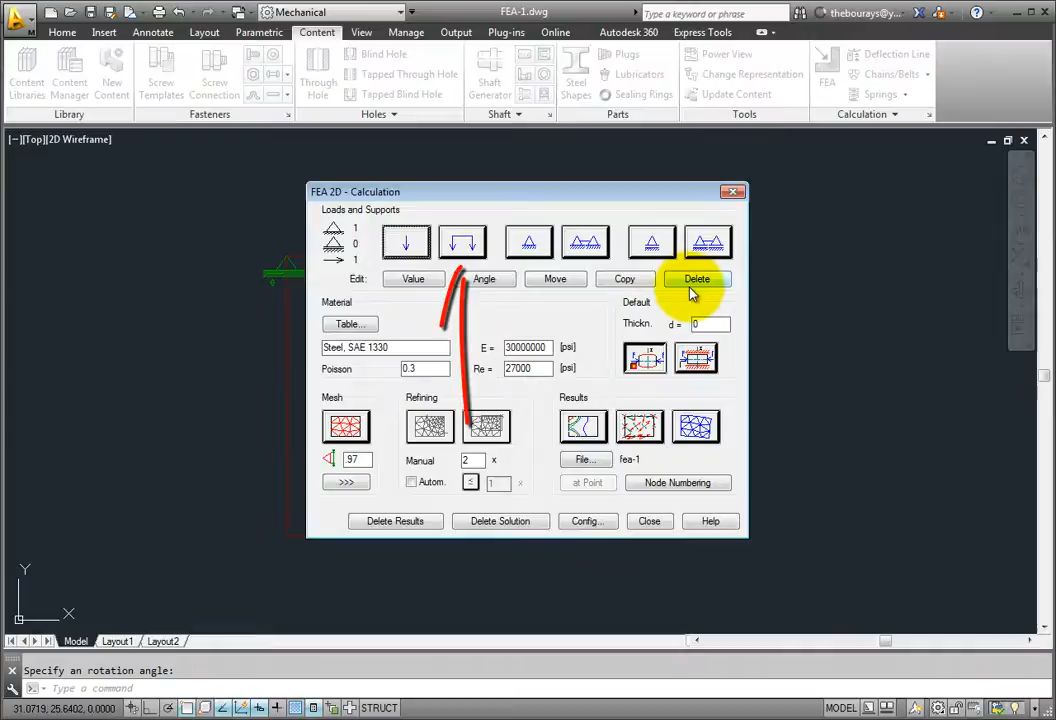 Mechanical
FEA-1.dwg
Type a keyword or phrase
thebourays@y...
Home Insert Annotate Layout Parametric Content View Manage Output Plug-ins Online Autodesk 360 Express Tools
Content Libraries
Content Manager
New Content
Screw Templates
Screw Connection
Through Hole
Blind Hole
Tapped Through Hole
Tapped Blind Hole
Shaft Generator
Steel Shapes
Plugs
Lubricators
Sealing Rings
Power View
Change Representation
Update Content
FEA
Deflection Line
Chains/Belts
Springs
Library Fasteners Holes Shaft Parts Tools Calculation
[−][Top][2D Wireframe]
FEA 2D - Calculation
Loads and Supports
1
0
1
Edit: Value Angle Move Copy Delete
Material
Default
Table...
Thickn. d = 0
Steel, SAE 1330 E = 30000000 [psi]
Poisson 0.3 Re = 27000 [psi]
Mesh Refining Results
.97 Manual 2 x File... fea-1
>>> Autom. ≤ 1 x at Point Node Numbering
Delete Results Delete Solution Config... Close Help
Y
X
Model Layout1 Layout2
Specify an rotation angle:
Type a command
31.0719, 25.6402, 0.0000 STRUCT MODEL